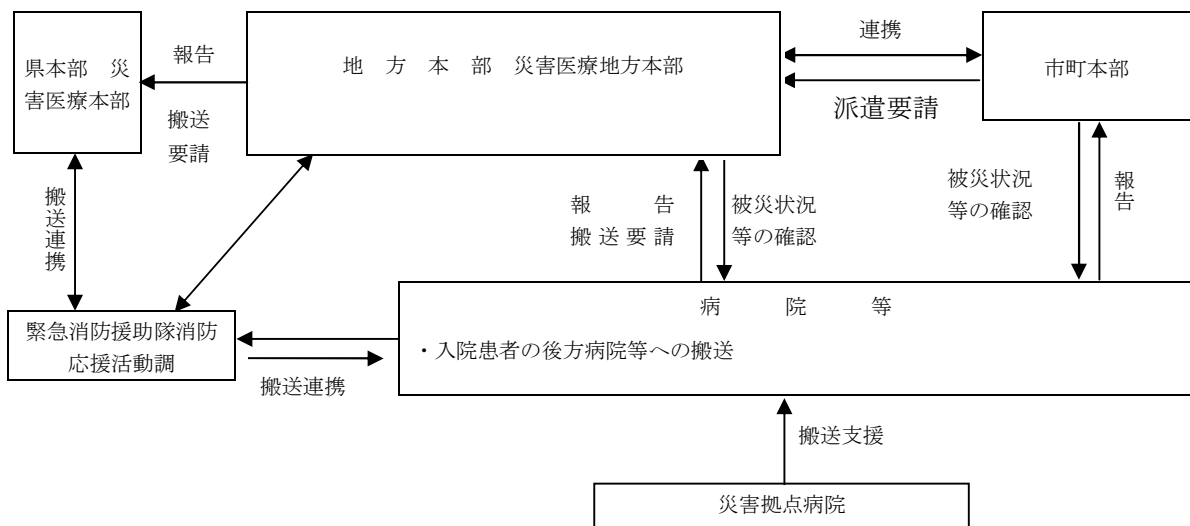 県本部　災
害医療本部
報告
搬送
要請
地　方　本　部　災害医療地方本部
連携
派遣要請
市町本部
搬送連携
報　　　告
搬 送 要 請
被災状況
等の確認
被災状況
等の確認
報告
緊急消防援助隊消防
応援活動調
搬送連携
病　　　院　　　等
・入院患者の後方病院等への搬送
搬送支援
災害拠点病院